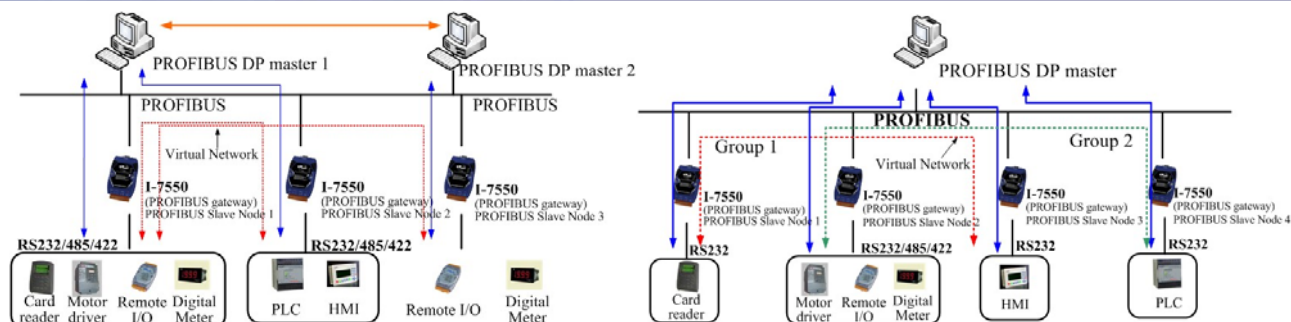 PROFIBUS DP master 1
PROFIBUS DP master 2
PROFIBUS
PROFIBUS
Virtual Network
I-7550
(PROFIBUS gateway)
PROFIBUS Slave Node 1
I-7550
(PROFIBUS gateway)
PROFIBUS Slave Node 2
I-7550
(PROFIBUS gateway)
PROFIBUS Slave Node 3
RS232/485/422
RS232/485/422
Card
reader
Motor
driver
Remote
I/O
Digital
Meter
PLC
HMI
Remote I/O
Digital
Meter
PROFIBUS DP master
PROFIBUS
Group 1
Group 2
Virtual Network
I-7550
(PROFIBUS gateway)
PROFIBUS Slave Node 1
I-7550
(PROFIBUS gateway)
PROFIBUS Slave Node 2
I-7550
(PROFIBUS gateway)
PROFIBUS Slave Node 3
I-7550
(PROFIBUS gateway)
PROFIBUS Slave Node 4
RS232
RS232/485/422
RS232
RS232
Card
reader
Motor
driver
Remote
I/O
Digital
Meter
HMI
PLC